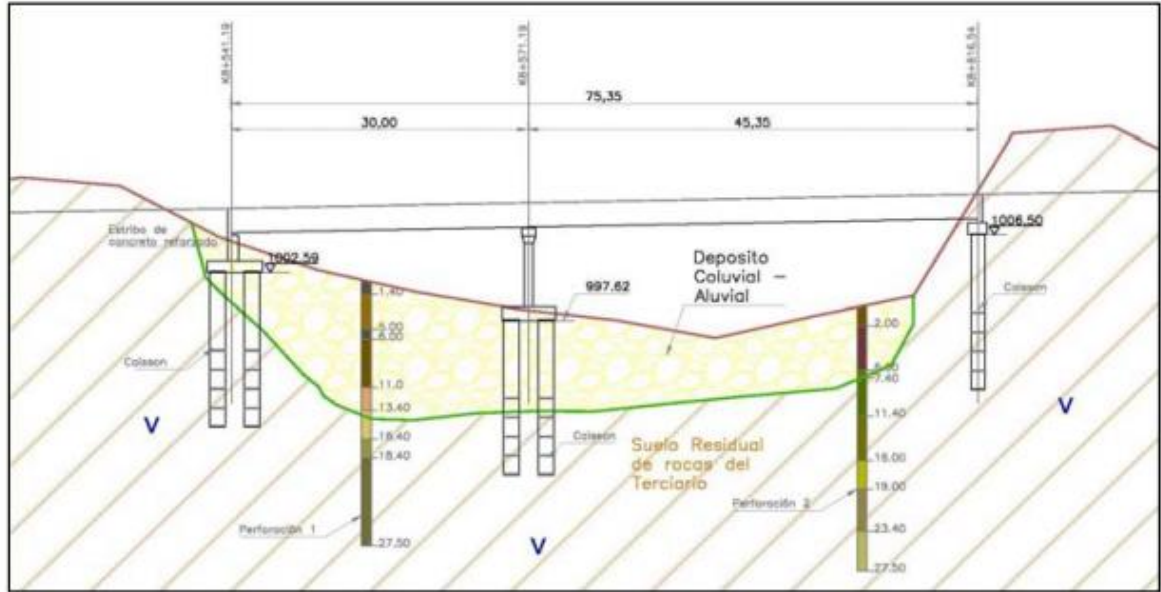 K8+541.19
K8+571.19
K8+616.54
75,35
30,00
45,35
Estribo de
concreto reforzado
1002.59
1006.50
997.62
Deposito
Coluvial –
Aluvial
Caisson
1.40
5.00
6.00
11.0
13.40
16.40
18.40
27.50
2.00
7.40
11.40
16.00
19.00
23.40
27.50
Caisson
Caisson
V
V
V
Suelo Residual
de rocas del
Terciario
Perforación 1
Perforación 2